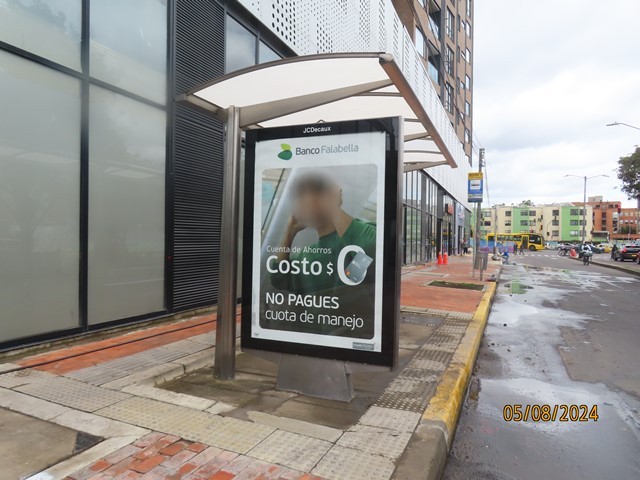 JCDecaux
Banco Falabella
Cuenta de Ahorros
Costo $0
NO PAGUES
cuota de manejo
05/08/2024